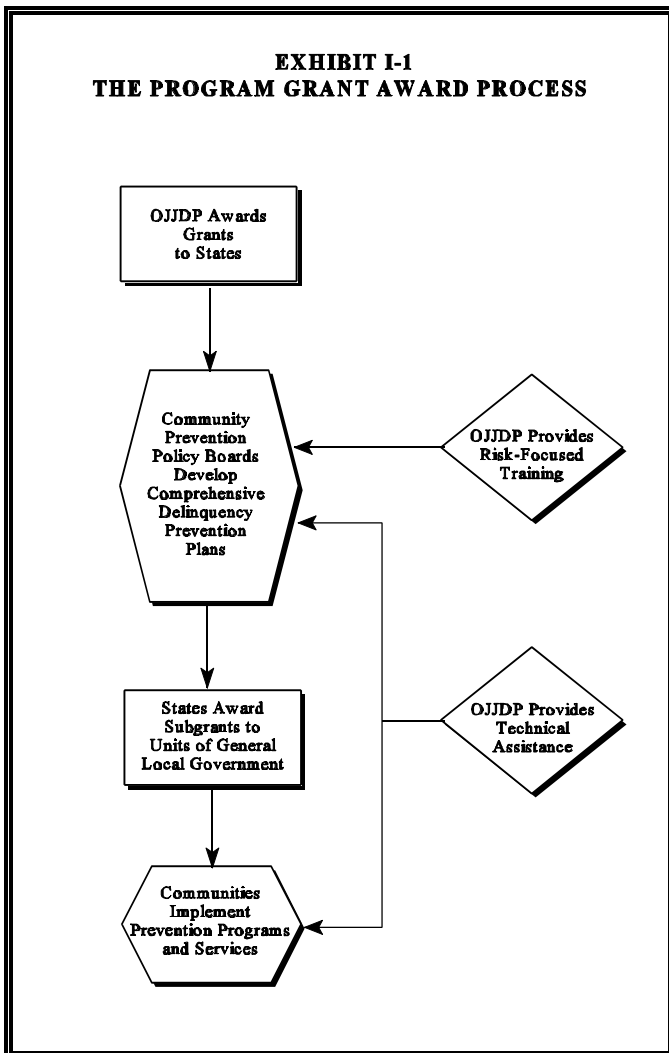 EXHIBIT I-1
THE PROGRAM GRANT AWARD PROCESS
OJJDP Awards
Grants
to States
Community
Prevention
Policy Boards
Develop
Comprehensive
Delinquency
Prevention
Plans
OJJDP Provides
Risk-Focused
Training
States Award
Subgrants to
Units of General
Local Government
OJJDP Provides
Technical
Assistance
Communities
Implement
Prevention Programs
and Services